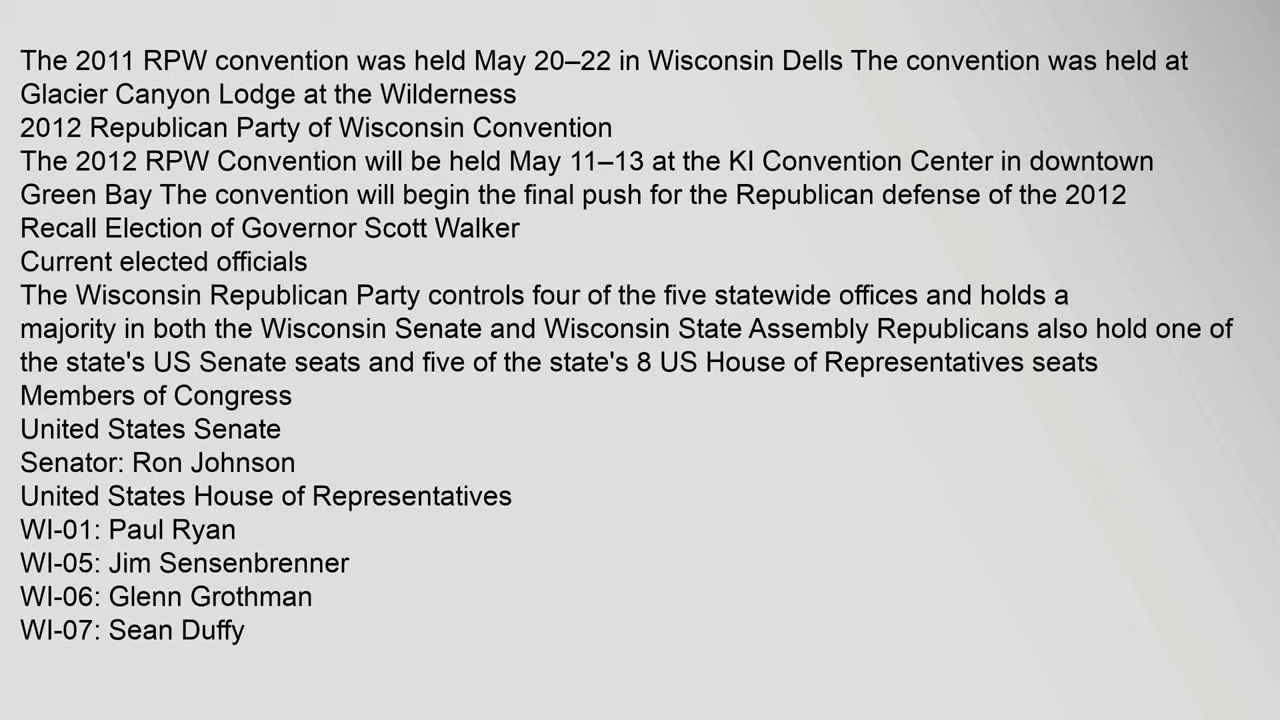 The 2011 RPW convention was held May 20–22 in Wisconsin Dells The convention was held at
Glacier Canyon Lodge at the Wilderness
2012 Republican Party of Wisconsin Convention
The 2012 RPW Convention will be held May 11–13 at the KI Convention Center in downtown
Green Bay The convention will begin the final push for the Republican defense of the 2012
Recall Election of Governor Scott Walker
Current elected officials
The Wisconsin Republican Party controls four of the five statewide offices and holds a
majority in both the Wisconsin Senate and Wisconsin State Assembly Republicans also hold one of
the state's US Senate seats and five of the state's 8 US House of Representatives seats
Members of Congress
United States Senate
Senator: Ron Johnson
United States House of Representatives
WI-01: Paul Ryan
WI-05: Jim Sensenbrenner
WI-06: Glenn Grothman
WI-07: Sean Duffy